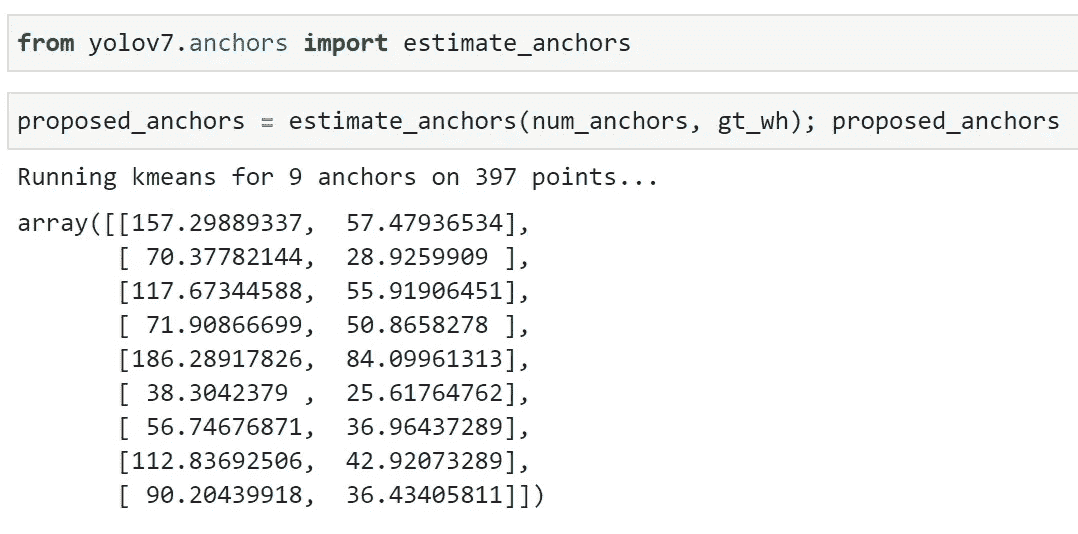 from yolov7.anchors import estimate_anchors
proposed_anchors = estimate_anchors(num_anchors, gt_wh); proposed_anchors
Running kmeans for 9 anchors on 397 points...
array([[157.29889337,  57.47936534],
       [ 70.37782144,  28.9259909 ],
       [117.67344588,  55.91906451],
       [ 71.90866699,  50.8658278 ],
       [186.28917826,  84.09961313],
       [ 38.3042379 ,  25.61764762],
       [ 56.74676871,  36.96437289],
       [112.83692506,  42.92073289],
       [ 90.20439918,  36.43405811]])